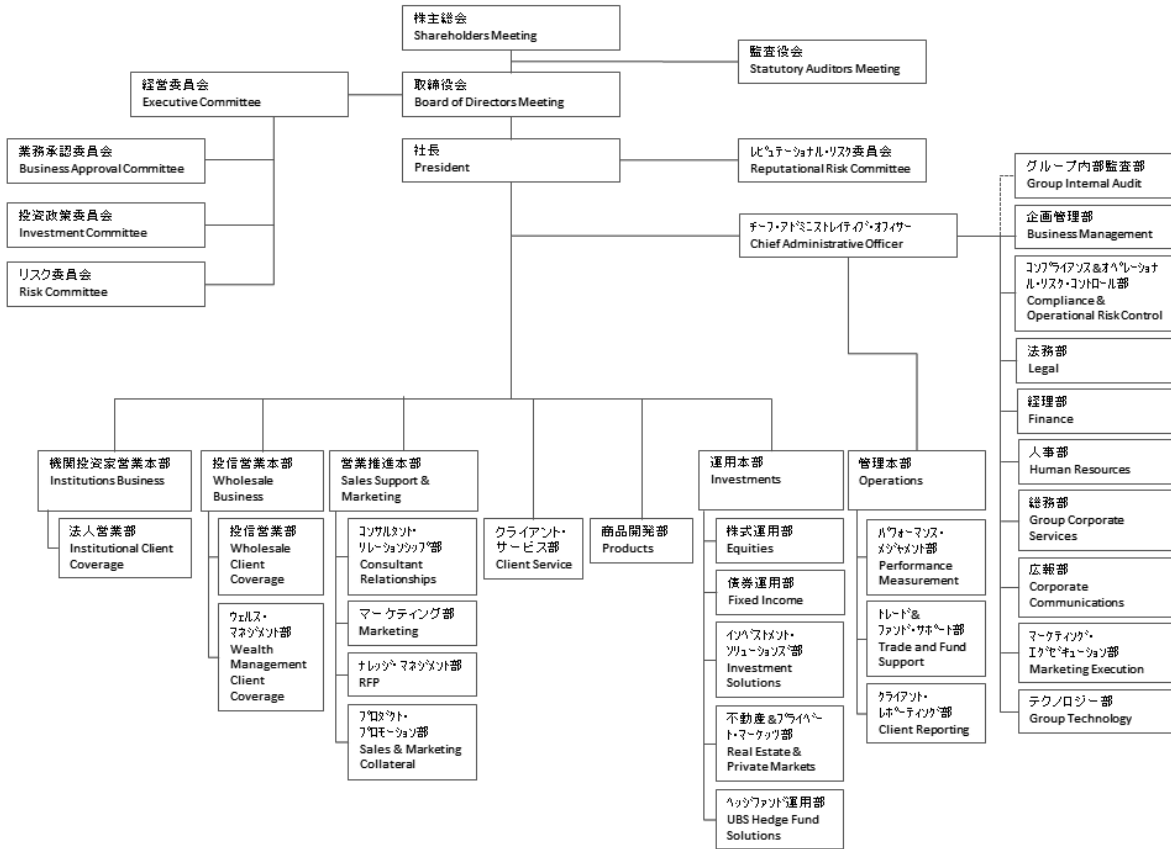 株主総会
Shareholders Meeting
監査役会
Statutory Auditors Meeting
経営委員会
Executive Committee
取締役会
Board of Directors Meeting
業務承認委員会
Business Approval Committee
社長
President
ﾚﾋﾟｭﾃｰｼｮﾅﾙ・ﾘｽｸ委員会
Reputational Risk Committee
投資政策委員会
Investment Committee
リスク委員会
Risk Committee
ﾁｰﾌ・ｱﾄﾞﾐﾆｽﾄﾚｲﾃｨﾌﾞ・ｵﾌｨｻｰ
Chief Administrative Officer
グループ内部監査部
Group Internal Audit
企画管理部
Business Management
ｺﾝﾌﾟﾗｲｱﾝｽ&ｵﾍﾟﾚｰｼｮﾅ
ﾙ・ﾘｽｸ・ｺﾝﾄﾛｰﾙ部
Compliance &
Operational Risk Control
法務部
Legal
経理部
Finance
人事部
Human Resources
総務部
Group Corporate
Services
広報部
Corporate
Communications
ﾏｰｹﾃｨﾝｸﾞ・
ｴｸﾞｾﾞｷｭｰｼｮﾝ部
Marketing Execution
テクノロジー部
Group Technology
機関投資家営業本部
Institutions Business
法人営業部
Institutional Client
Coverage
投信営業本部
Wholesale
Business
投信営業部
Wholesale
Client
Coverage
ｳｪﾙｽ・
ﾏﾈｼﾞﾒﾝﾄ部
Wealth
Management
Client
Coverage
営業推進本部
Sales Support &
Marketing
ｺﾝｻﾙﾀﾝﾄ・
ﾘﾚｰｼｮﾝｼｯﾌﾟ部
Consultant
Relationships
マーケティング部
Marketing
ﾅﾚｯｼﾞ・ﾏﾈｼﾞﾒﾝﾄ部
RFP
ﾌﾟﾛﾀﾞｸﾄ・
ﾌﾟﾛﾓｰｼｮﾝ部
Sales & Marketing
Collateral
クライアント・
サービス部
Client Service
商品開発部
Products
運用本部
Investments
株式運用部
Equities
債券運用部
Fixed Income
ｲﾝﾍﾞｽﾄﾒﾝﾄ・
ｿﾘｭｰｼｮﾝｽﾞ部
Investment
Solutions
不動産&ﾌﾟﾗｲﾍﾞｰ
ﾄ・ﾏｰｹｯﾂ部
Real Estate &
Private Markets
ﾍｯｼﾞﾌｧﾝﾄﾞ運用部
UBS Hedge Fund
Solutions
管理本部
Operations
ﾊﾟﾌｫｰﾏﾝｽ・
ﾒｼﾞｬﾒﾝﾄ部
Performance
Measurement
ﾄﾚｰﾄﾞ&
ﾌｧﾝﾄﾞ・ｻﾎﾟｰﾄ部
Trade and Fund
Support
ｸﾗｲｱﾝﾄ・
ﾚﾎﾟｰﾃｨﾝｸﾞ部
Client Reporting